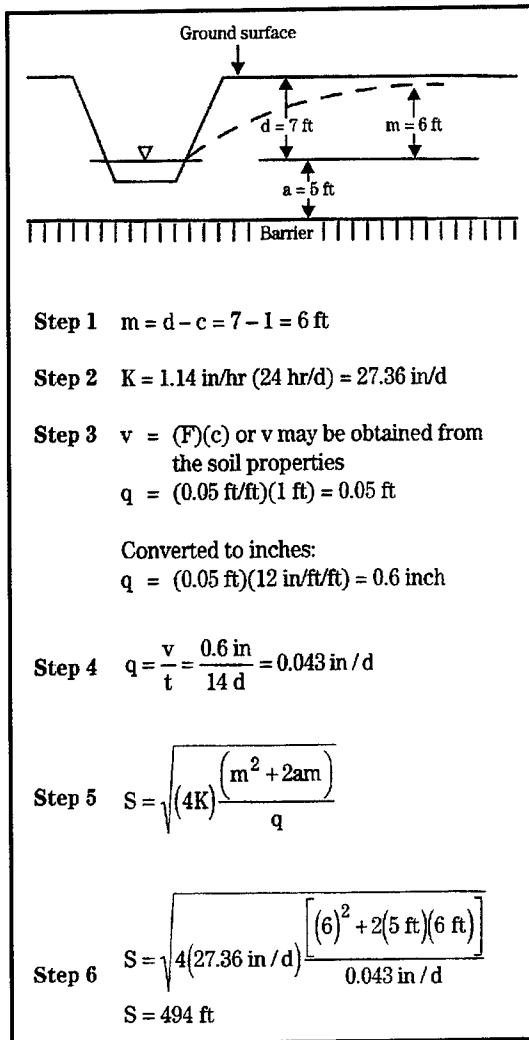 Ground surface
d = 7 ft
m = 6 ft
a = 5 ft
Barrier
Step 1 m = d – c = 7 – 1 = 6 ft
Step 2 K = 1.14 in/hr (24 hr/d) = 27.36 in/d
Step 3 v = (F)(c) or v may be obtained from
the soil properties
q = (0.05 ft/ft)(1 ft) = 0.05 ft
Converted to inches:
q = (0.05 ft)(12 in/ft/ft) = 0.6 inch
Step 4 q = v/t = 0.6 in/14 d = 0.043 in/d
Step 5 S = √((4K)(m² + 2am)/q)
Step 6 S = √(4(27.36 in/d)[(6)² + 2(5 ft)(6 ft)]/0.043 in/d)
S = 494 ft